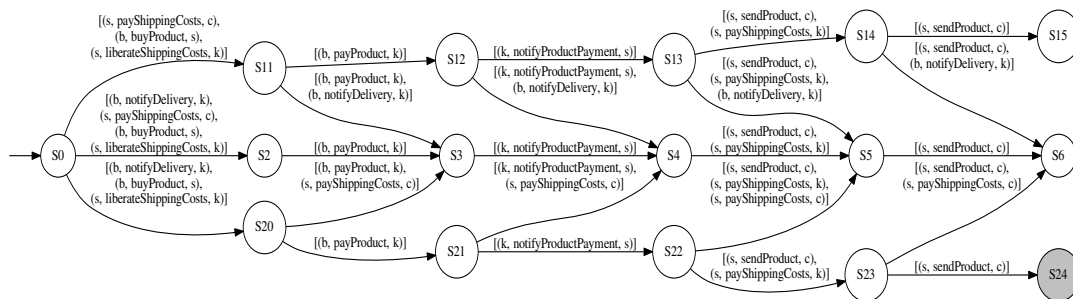 [(s, payShippingCosts, c),
(b, buyProduct, s),
(s, liberateShippingCosts, k)]
[(b, notifyDelivery, k),
(s, payShippingCosts, c),
(b, buyProduct, s),
(s, liberateShippingCosts, k)]
[(b, notifyDelivery, k),
(b, buyProduct, s),
(s, liberateShippingCosts, k)]
S0
S11
S2
S20
[(b, payProduct, k)]
[(b, payProduct, k),
(b, notifyDelivery, k)]
[(b, payProduct, k)]
[(b, payProduct, k),
(s, payShippingCosts, c)]
[(b, payProduct, k)]
S12
S3
S21
[(k, notifyProductPayment, s)]
[(k, notifyProductPayment, s),
(b, notifyDelivery, k)]
[(k, notifyProductPayment, s)]
[(k, notifyProductPayment, s),
(s, payShippingCosts, c)]
[(k, notifyProductPayment, s)]
S13
S4
S22
[(s, sendProduct, c),
(s, payShippingCosts, k)]
[(s, sendProduct, c),
(s, payShippingCosts, k),
(b, notifyDelivery, k)]
[(s, sendProduct, c),
(s, payShippingCosts, k)]
[(s, sendProduct, c),
(s, payShippingCosts, k),
(s, payShippingCosts, c)]
[(s, sendProduct, c),
(s, payShippingCosts, k)]
S14
S5
S23
[(s, sendProduct, c)]
[(s, sendProduct, c),
(b, notifyDelivery, k)]
[(s, sendProduct, c)]
[(s, sendProduct, c),
(s, payShippingCosts, c)]
[(s, sendProduct, c)]
S15
S6
S24